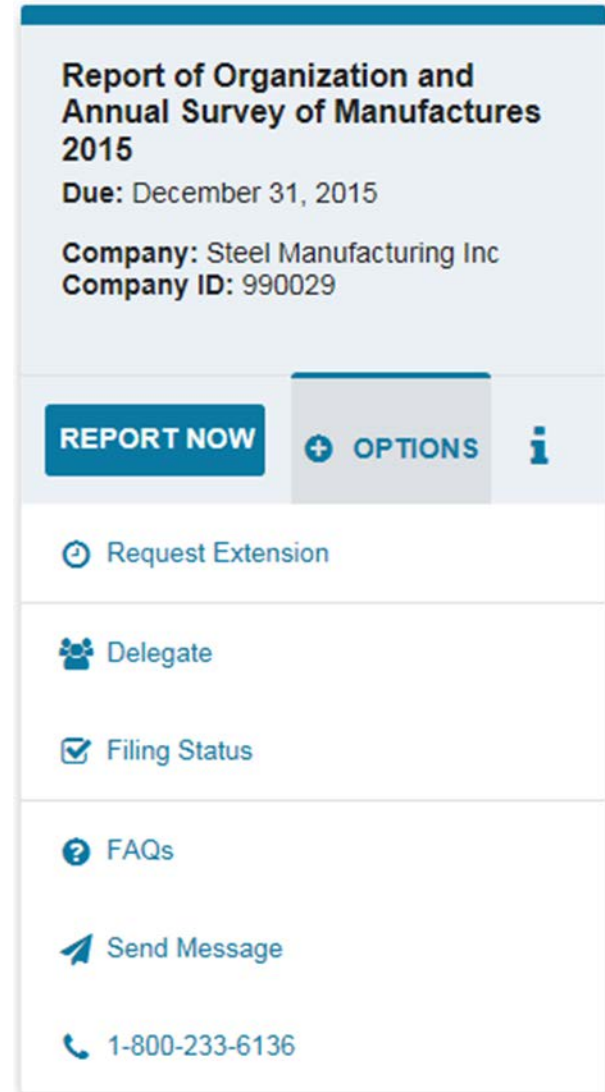 Report of Organization and
Annual Survey of Manufactures
2015
Due: December 31, 2015
Company: Steel Manufacturing Inc
Company ID: 990029
REPORT NOW
OPTIONS
Request Extension
Delegate
Filing Status
FAQs
Send Message
1-800-233-6136